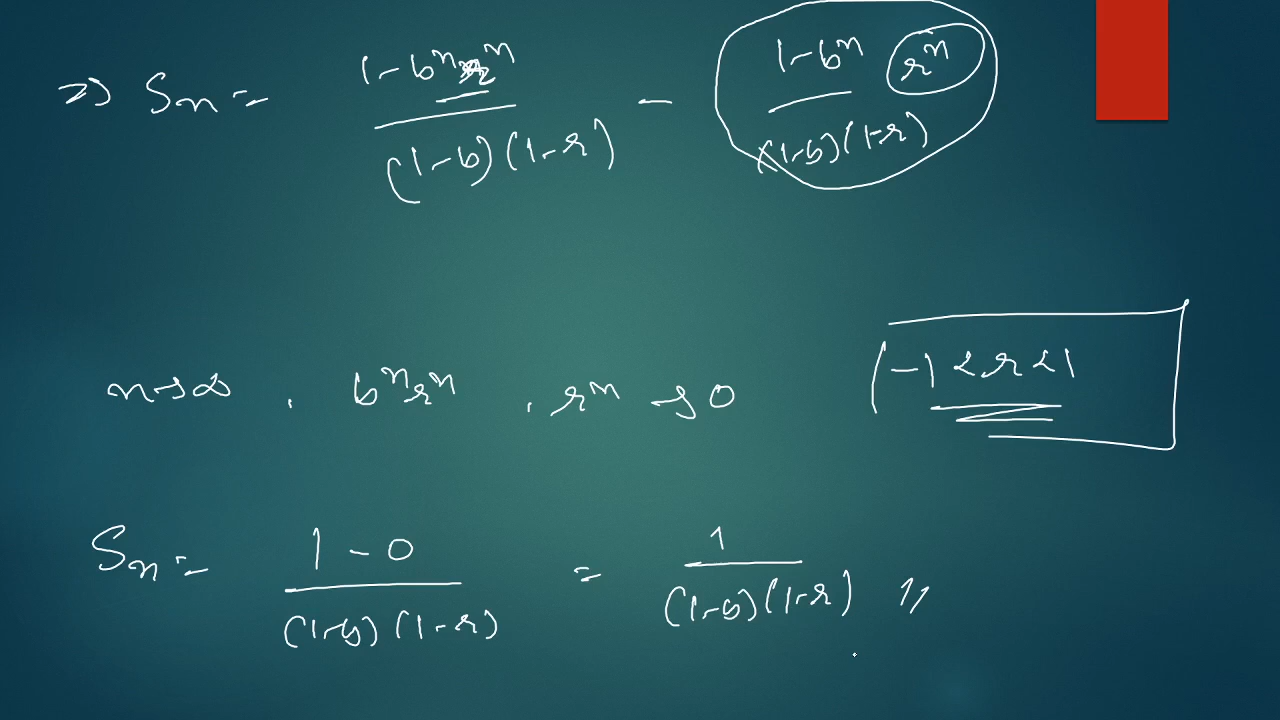 ⇒ Sn = (1-bⁿrⁿ)/((1-b)(1-r)) - (1-bⁿ rⁿ)/((1-b)(1-r))
n→∞ , bⁿrⁿ , rⁿ → 0 (-1<r<1
Sn = (1-0)/((1-b)(1-r)) = 1/((1-b)(1-r)) //